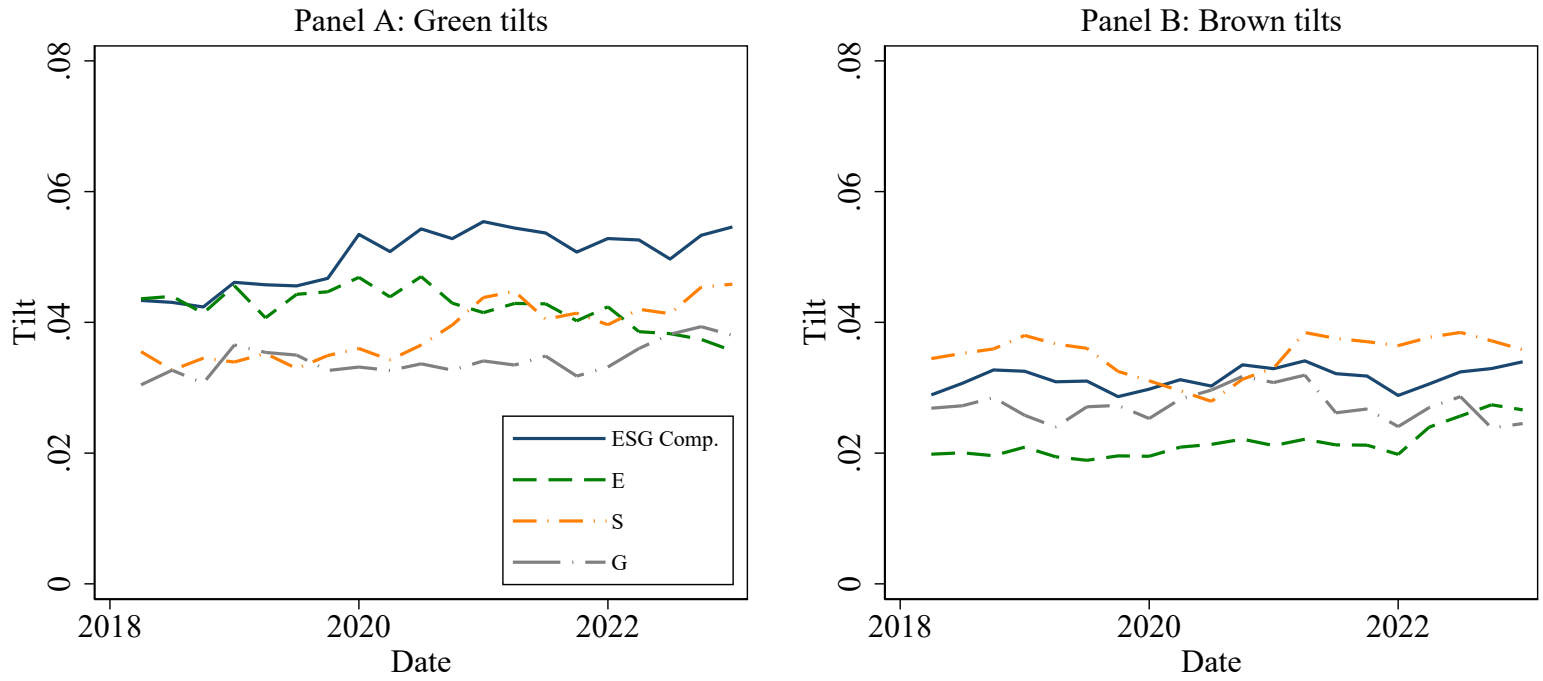 Panel A: Green tilts
.08
.06
.04
.02
0
Tilt
2018
2020
2022
Date
ESG Comp.
E
S
G
Panel B: Brown tilts
.08
.06
.04
.02
0
Tilt
2018
2020
2022
Date